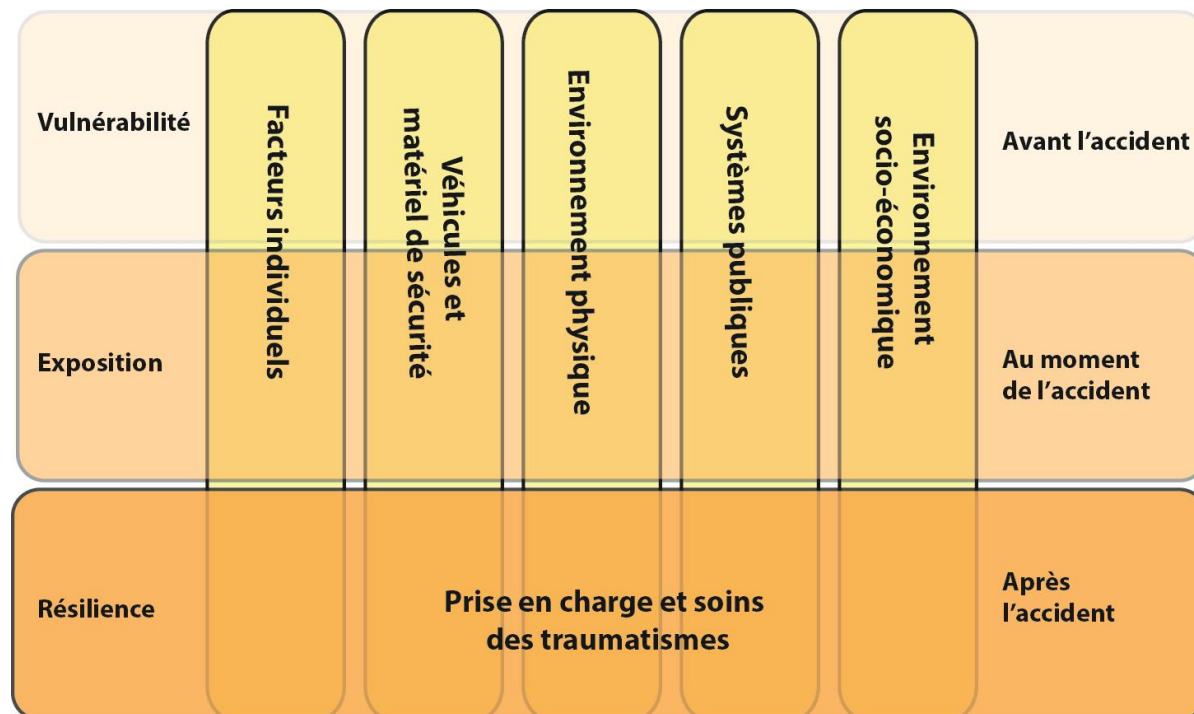 Vulnérabilité
Facteurs individuels
Véhicules et
matériel de sécurité
Environnement physique
Systèmes publiques
Environnement
socio-économique
Avant l’accident
Exposition
Au moment
de l’accident
Résilience
Prise en charge et soins
des traumatismes
Après
l’accident